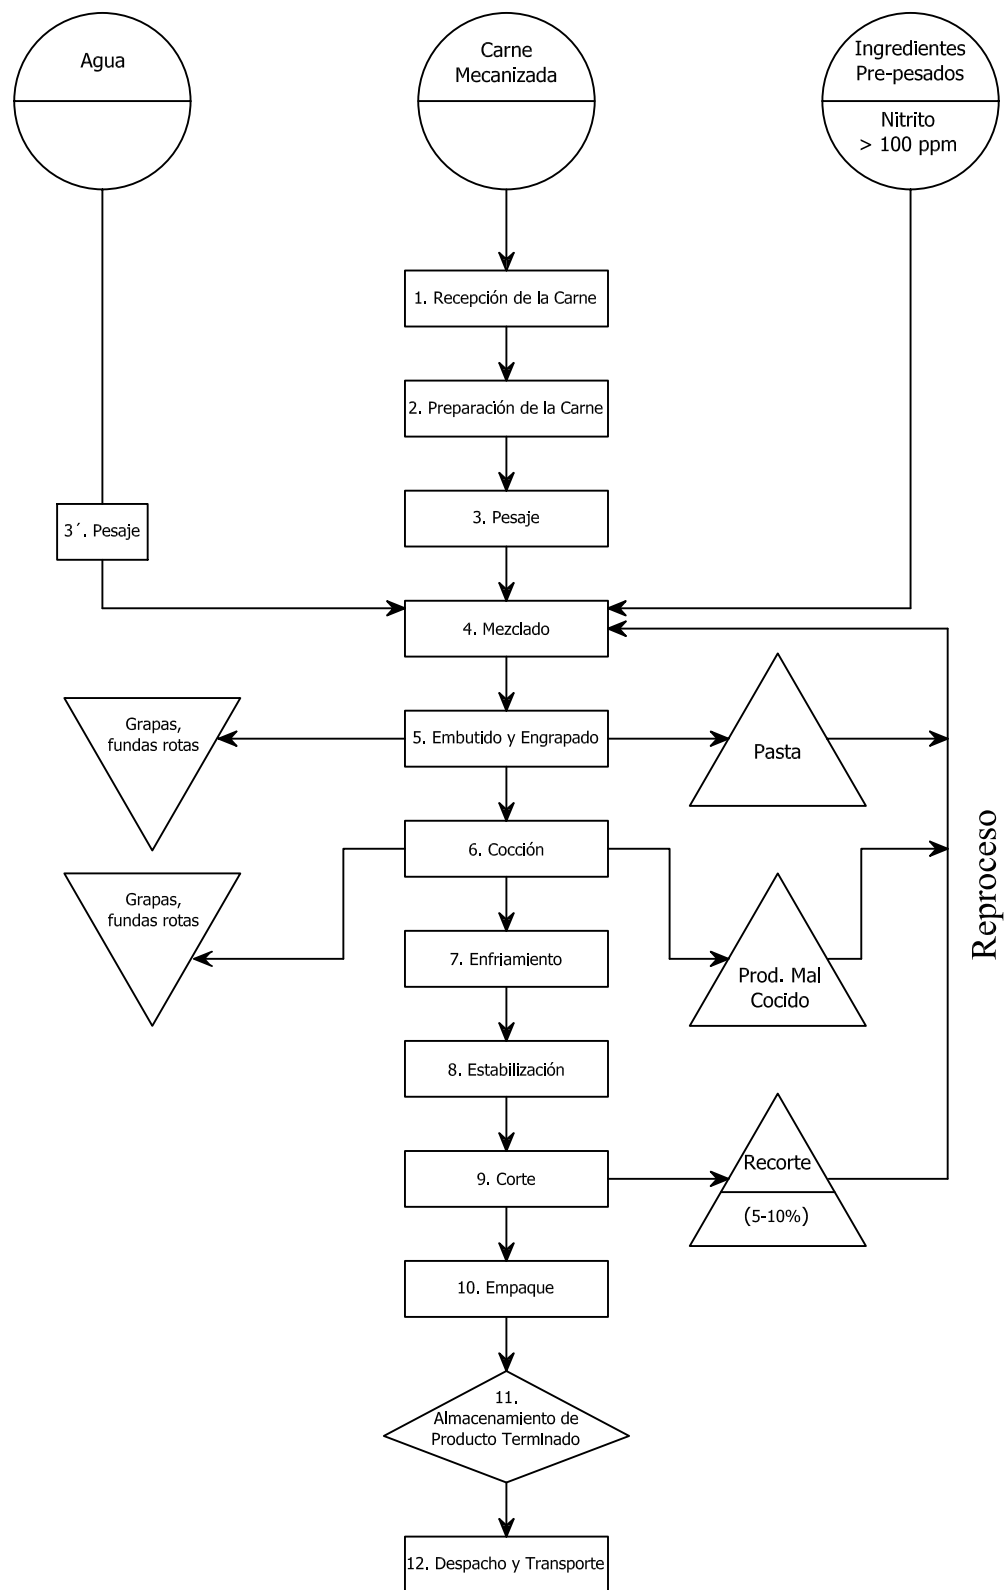 Agua
Carne
Mecanizada
Ingredientes
Pre-pesados
Nitrito
> 100 ppm
1. Recepción de la Carne
2. Preparación de la Carne
3. Pesaje
3´. Pesaje
4. Mezclado
Grapas,
fundas rotas
5. Embutido y Engrapado
Pasta
6. Cocción
Grapas,
fundas rotas
7. Enfriamiento
Prod. Mal
Cocido
Reproceso
8. Estabilización
9. Corte
Recorte
(5-10%)
10. Empaque
11.
Almacenamiento de
Producto Terminado
12. Despacho y Transporte